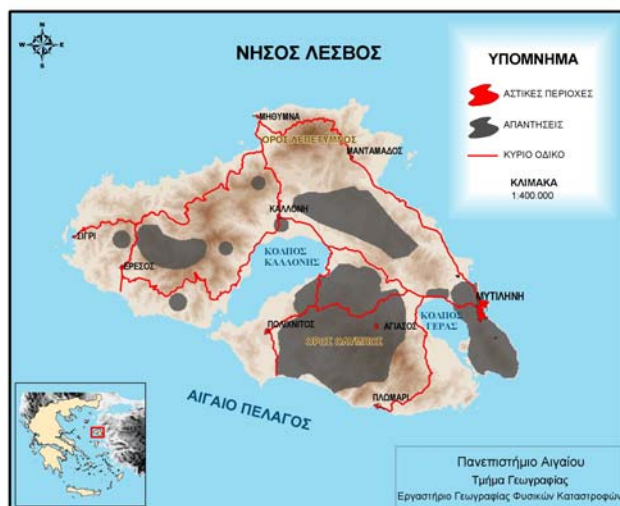 N
W E
S
ΝΗΣΟΣ ΛΕΣΒΟΣ
ΥΠΟΜΝΗΜΑ
ΑΣΤΙΚΕΣ ΠΕΡΙΟΧΕΣ
ΑΠΑΝΤΗΣΕΙΣ
ΚΥΡΙΟ ΟΔΙΚΟ
ΚΛΙΜΑΚΑ
1:400.000
ΜΗΘΥΜΝΑ
ΟΡΟΣ ΛΕΠΕΤΥΜΝΟΣ
ΜΑΝΤΑΜΑΔΟΣ
ΚΑΛΛΟΝΗ
ΣΙΓΡΙ
ΕΡΕΣΟΣ
ΚΟΛΠΟΣ
ΚΑΛΛΟΝΗΣ
ΜΥΤΙΛΗΝΗ
ΚΟΛΠΟΣ
ΓΕΡΑΣ
ΠΟΛΙΧΝΙΤΟΣ
ΑΓΙΑΣΟΣ
ΟΡΟΣ ΟΛΥΜΠΟΣ
ΠΛΩΜΑΡΙ
ΑΙΓΑΙΟ ΠΕΛΑΓΟΣ
Πανεπιστήμιο Αιγαίου
Τμήμα Γεωγραφίας
Εργαστήριο Γεωγραφίας Φυσικών Καταστροφών